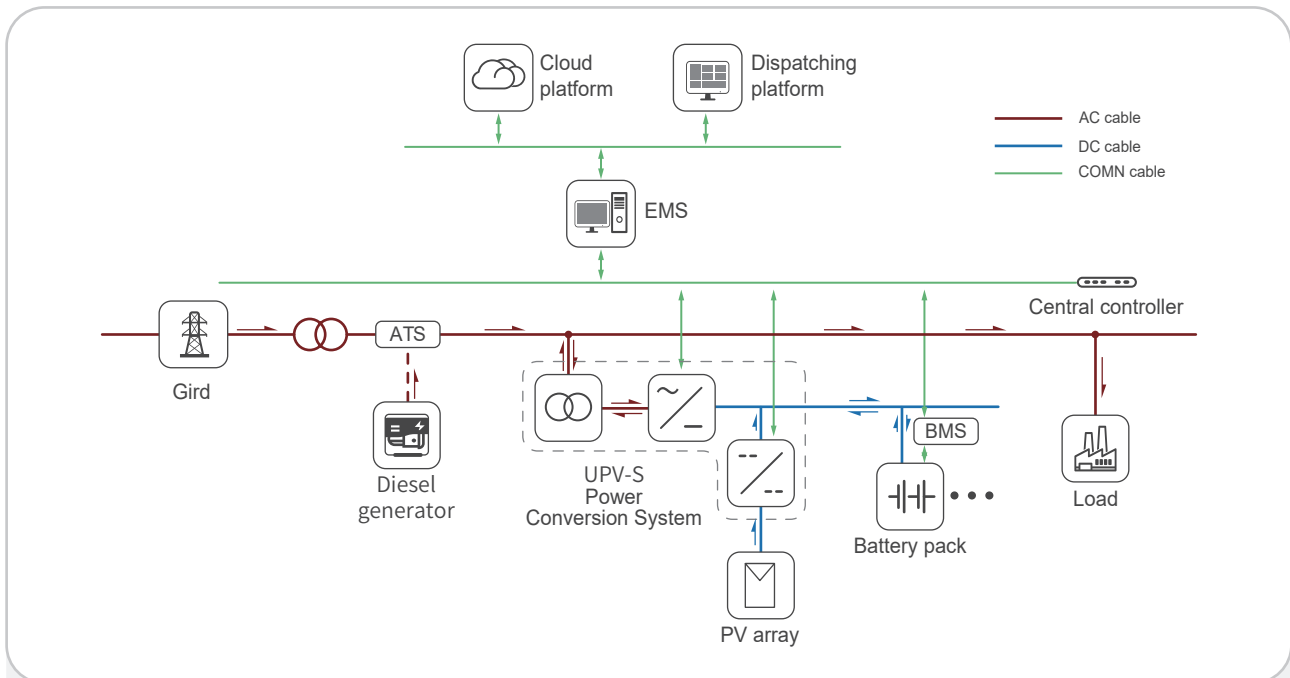 Cloud
platform
Dispatching
platform
AC cable
DC cable
COMN cable
EMS
Central controller
ATS
Gird
BMS
Diesel
generator
UPV-S
Power
Conversion System
Battery pack
Load
PV array